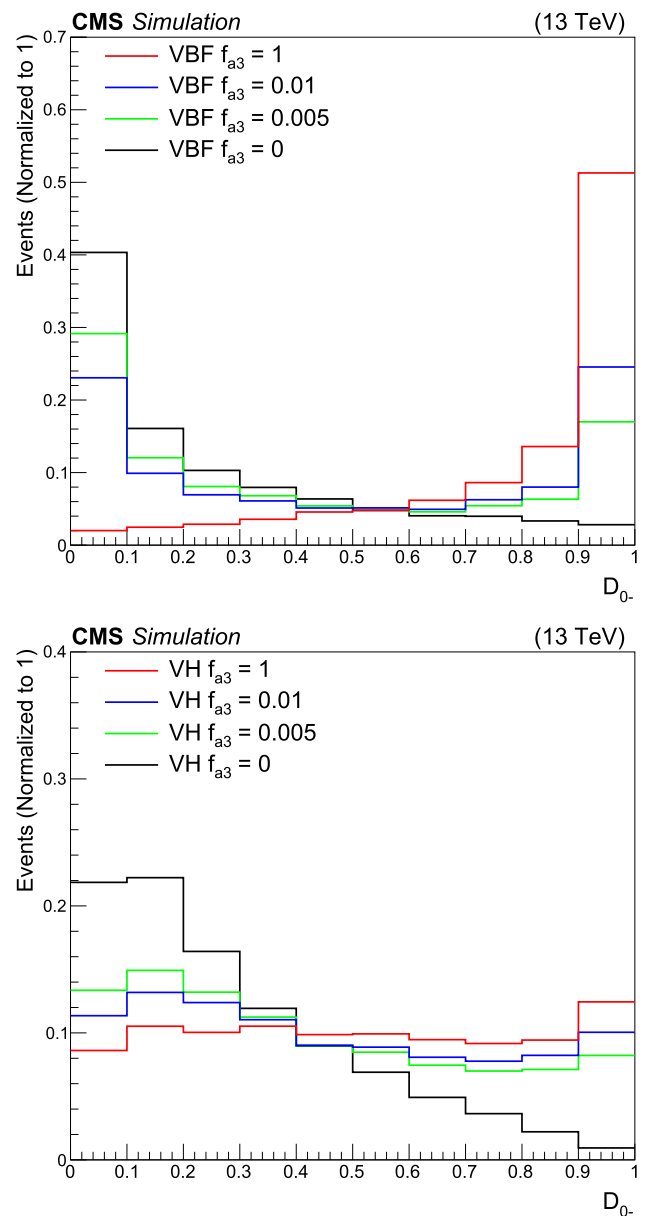 CMS Simulation (13 TeV)
Events (Normalized to 1)
0.7
0.6
0.5
0.4
0.3
0.2
0.1
0
VBF fa3 = 1
VBF fa3 = 0.01
VBF fa3 = 0.005
VBF fa3 = 0
0 0.1 0.2 0.3 0.4 0.5 0.6 0.7 0.8 0.9 1
D0-
CMS Simulation (13 TeV)
Events (Normalized to 1)
0.4
0.3
0.2
0.1
0
VH fa3 = 1
VH fa3 = 0.01
VH fa3 = 0.005
VH fa3 = 0
0 0.1 0.2 0.3 0.4 0.5 0.6 0.7 0.8 0.9 1
D0-